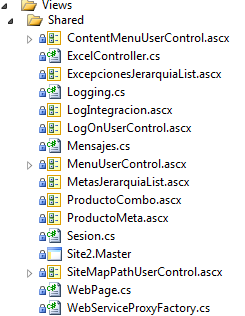 Views
Shared
ContentMenuUserControl.ascx
ExcelController.cs
ExcepcionesJerarquiaList.ascx
Logging.cs
LogIntegracion.ascx
LogOnUserControl.ascx
Mensajes.cs
MenuUserControl.ascx
MetasJerarquiaList.ascx
ProductoCombo.ascx
ProductoMeta.ascx
Sesion.cs
Site2.Master
SiteMapPathUserControl.ascx
WebPage.cs
WebServiceProxyFactory.cs